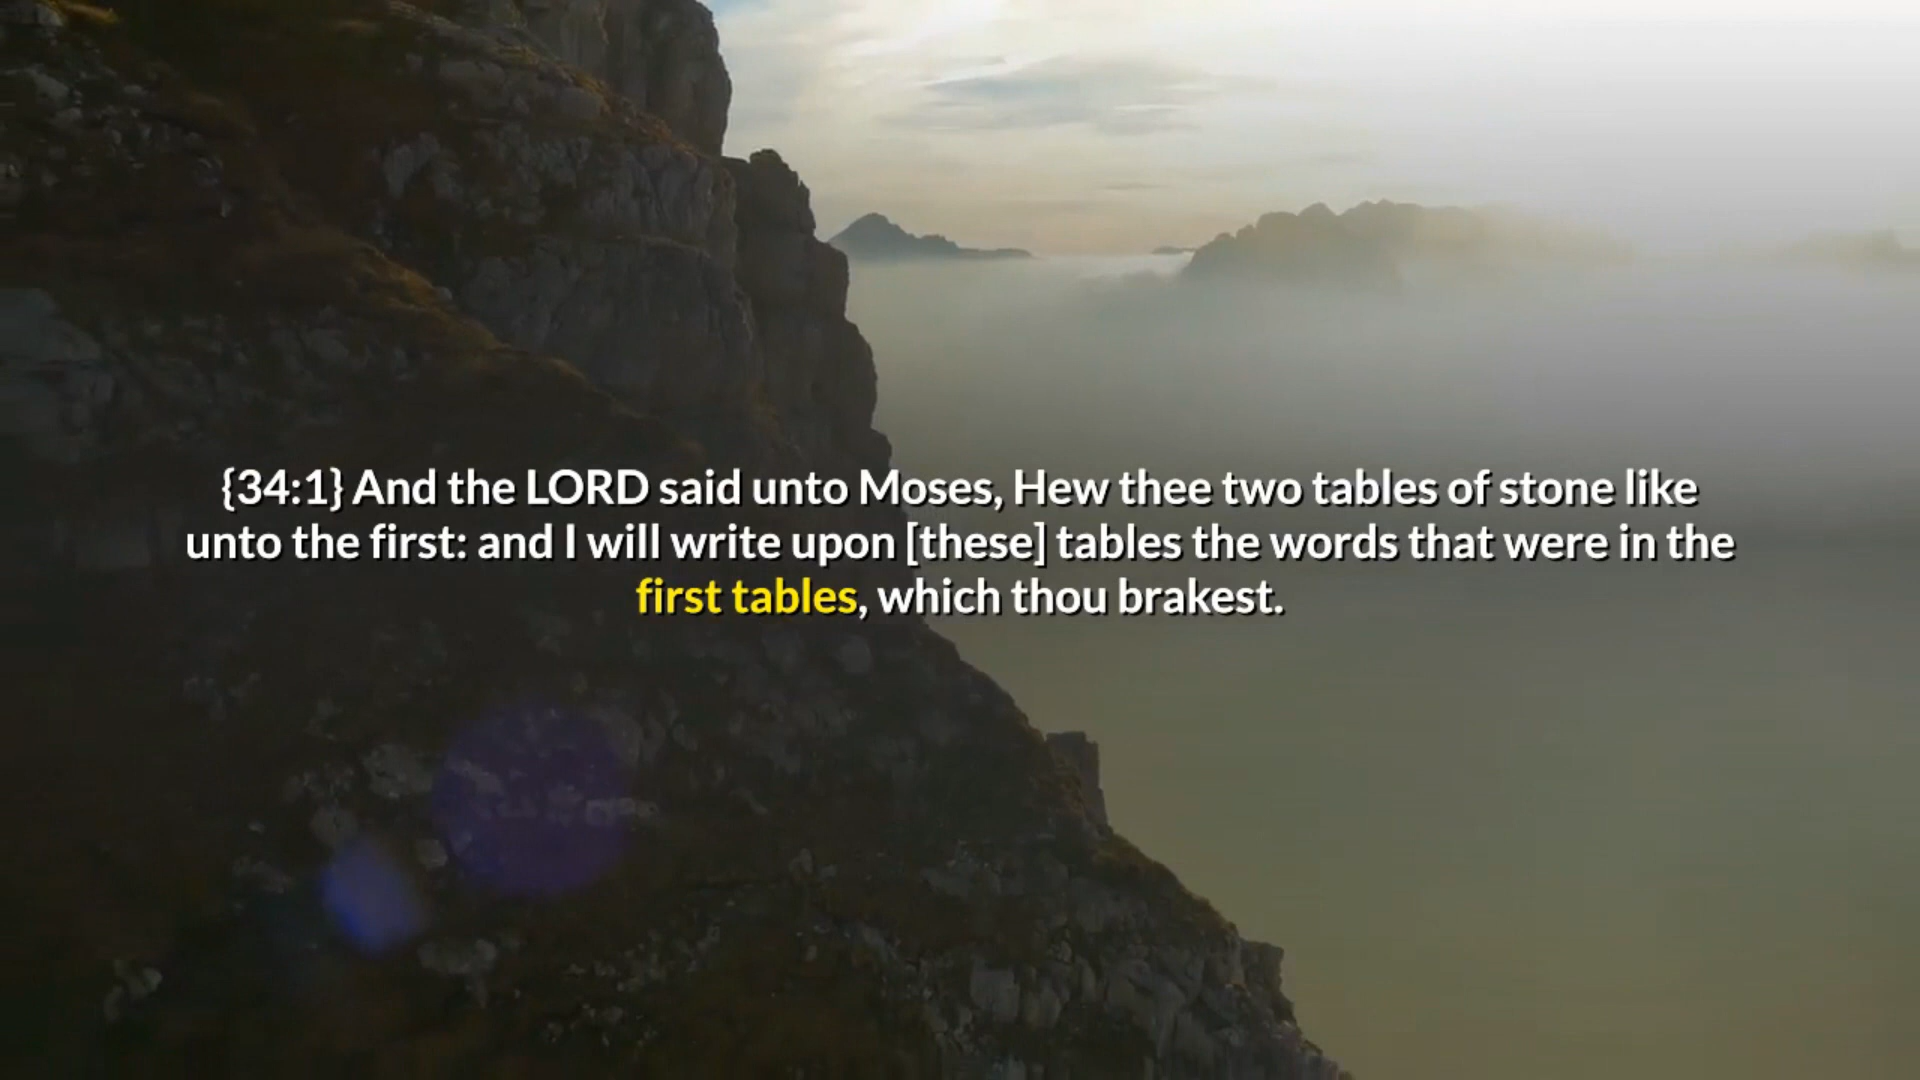 {34:1} And the LORD said unto Moses, Hew thee two tables of stone like
unto the first: and I will write upon [these] tables the words that were in the
first tables, which thou brakest.